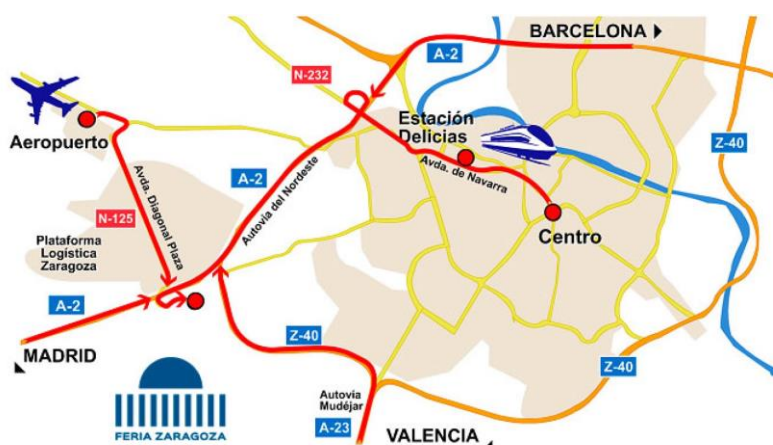 BARCELONA
A-2
N-232
Estación
Delicias
Aeropuerto
Z-40
A-2
Autovía del Nordeste
Avda. de Navarra
Avda. Diagonal Plaza
N-125
Centro
Plataforma
Logística
Zaragoza
A-2
MADRID
Z-40
Z-40
Autovía
Mudéjar
A-23
VALENCIA
FERIA ZARAGOZA